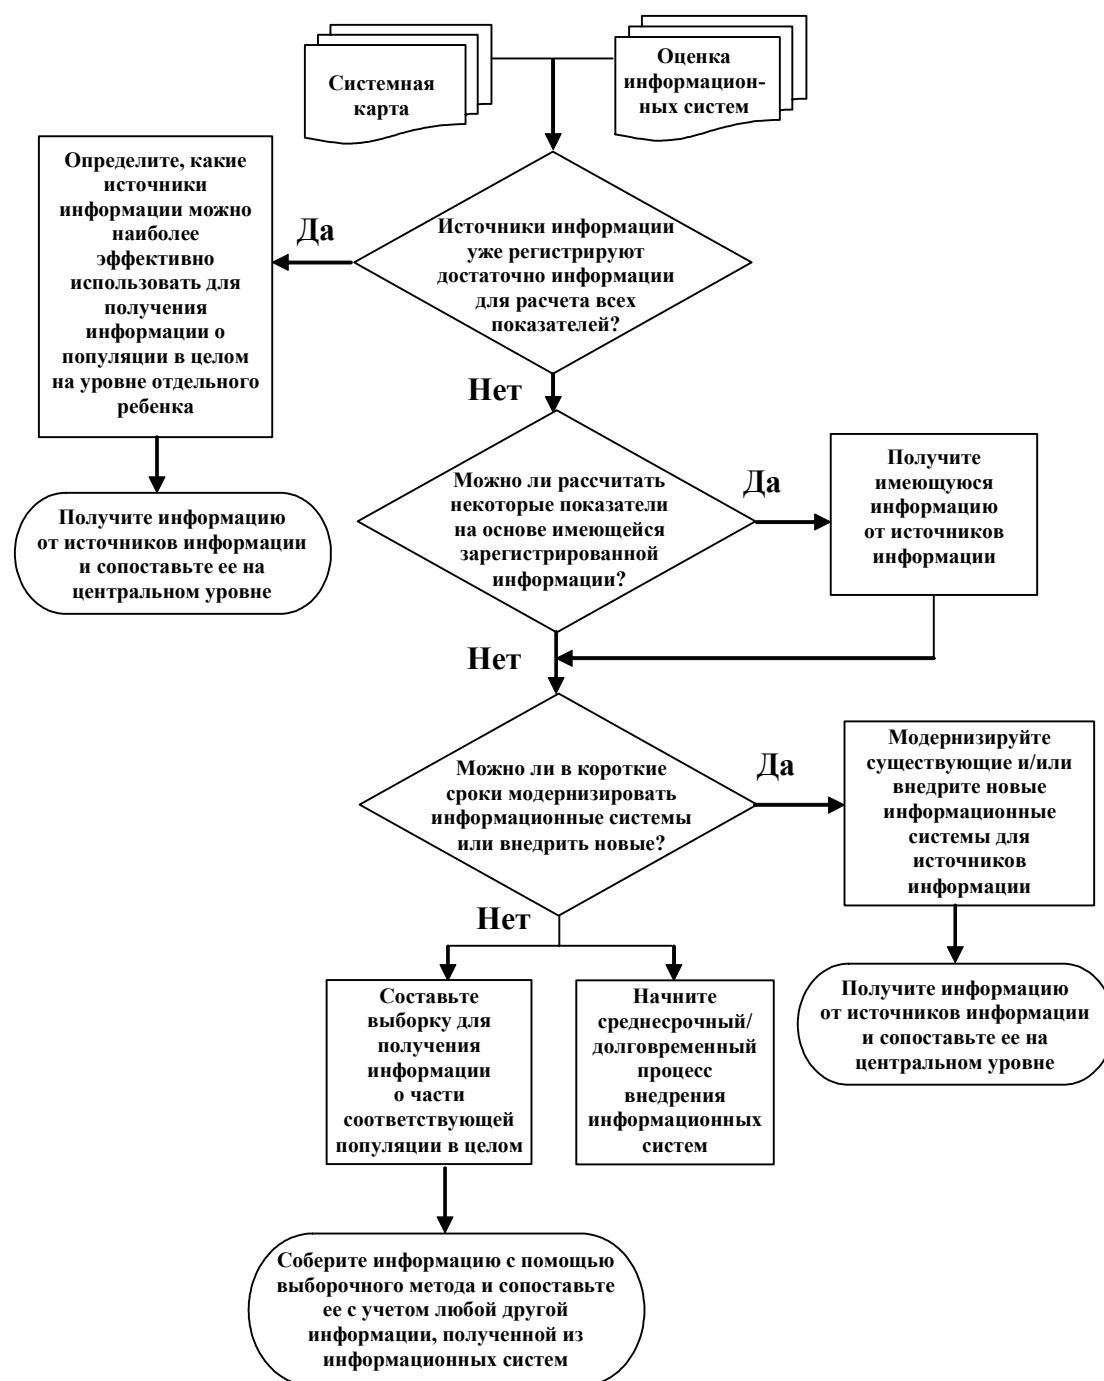 Системная
карта
Оценка
информацион-
ных систем
Определите, какие
источники
информации можно
наиболее
эффективно
использовать для
получения
информации о
популяции в целом
на уровне отдельного
ребенка
Да
Источники информации
уже регистрируют
достаточно информации
для расчета всех
показателей?
Нет
Получите информацию
от источников информации
и сопоставьте ее на
центральном уровне
Можно ли рассчитать
некоторые показатели
на основе имеющейся
зарегистрированной
информации?
Да
Получите
имеющуюся
информацию
от источников
информации
Нет
Можно ли в короткие
сроки модернизировать
информационные системы
или внедрить новые?
Да
Модернизируйте
существующие и/или
внедрите новые
информационные
системы для
источников
информации
Нет
Составьте
выборку для
получения
информации
о части
соответствующей
популяции в целом
Начните
среднесрочный/
долговременный
процесс
внедрения
информационных
систем
Получите информацию
от источников информации
и сопоставьте ее на
центральном уровне
Соберите информацию с помощью
выборочного метода и сопоставьте
ее с учетом любой другой
информации, полученной из
информационных систем